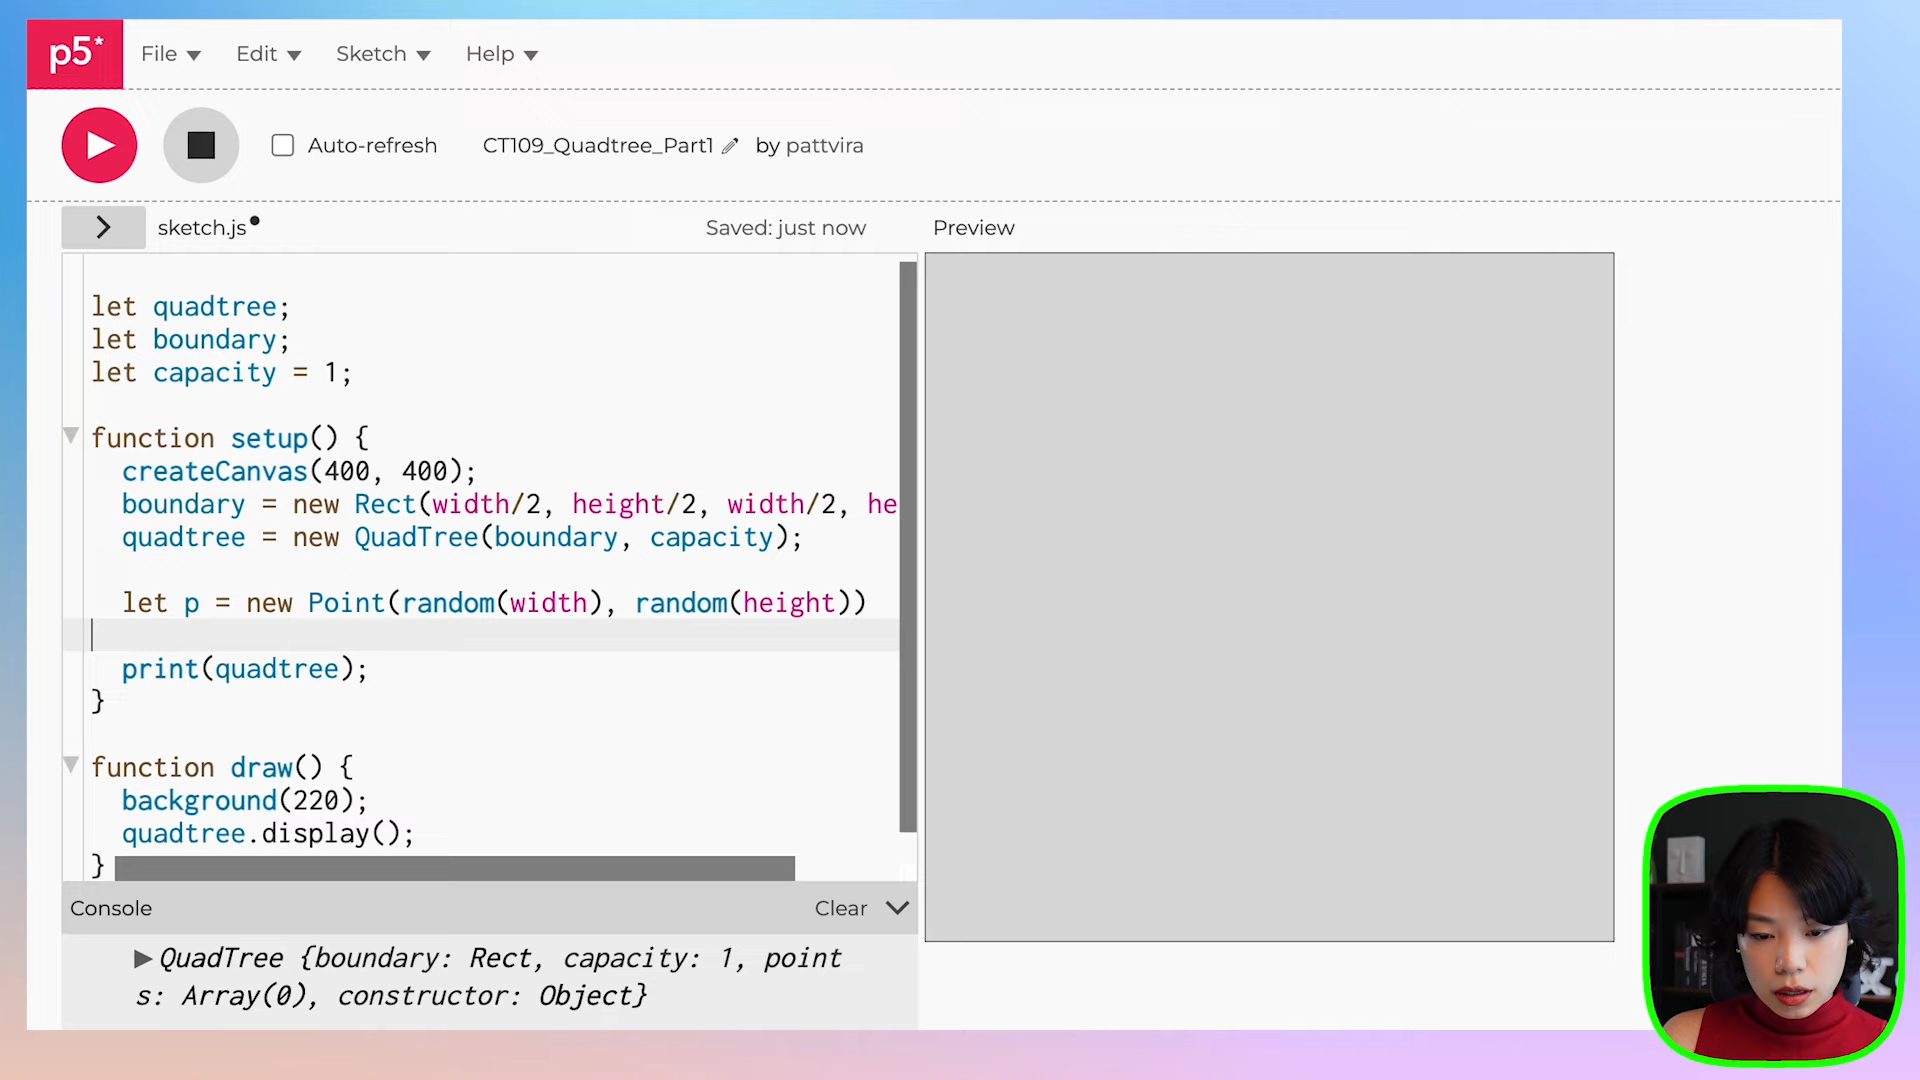 p5* File Edit Sketch Help
Auto-refresh CT109_Quadtree_Part1 by pattvira
sketch.js Saved: just now Preview
let quadtree;
let boundary;
let capacity = 1;
function setup() {
createCanvas(400, 400);
boundary = new Rect(width/2, height/2, width/2, he
quadtree = new QuadTree(boundary, capacity);
let p = new Point(random(width), random(height))
print(quadtree);
}
function draw() {
background(220);
quadtree.display();
}
Console Clear
QuadTree {boundary: Rect, capacity: 1, point
s: Array(0), constructor: Object}